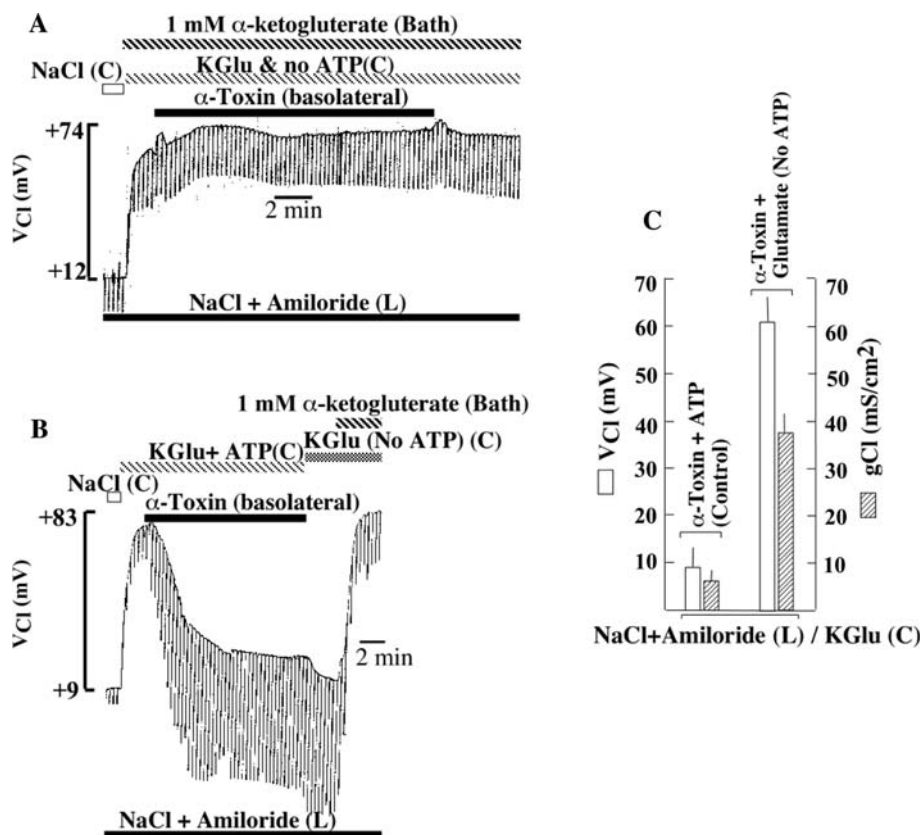 A
1 mM α-ketogluterate (Bath)
KGlu & no ATP(C)
NaCl (C)
α-Toxin (basolateral)
+74
VCl (mV)
2 min
+12
NaCl + Amiloride (L)
B
1 mM α-ketogluterate (Bath)
KGlu (No ATP) (C)
KGlu+ ATP(C)
NaCl (C)
α-Toxin (basolateral)
+83
VCl (mV)
2 min
+9
NaCl + Amiloride (L)
C
α-Toxin +
Glutamate (No ATP)
α-Toxin + ATP
(Control)
70
60
50
40
30
20
10
VCl (mV)
70
60
50
40
30
20
10
gCl (mS/cm2)
NaCl+Amiloride (L) / KGlu (C)